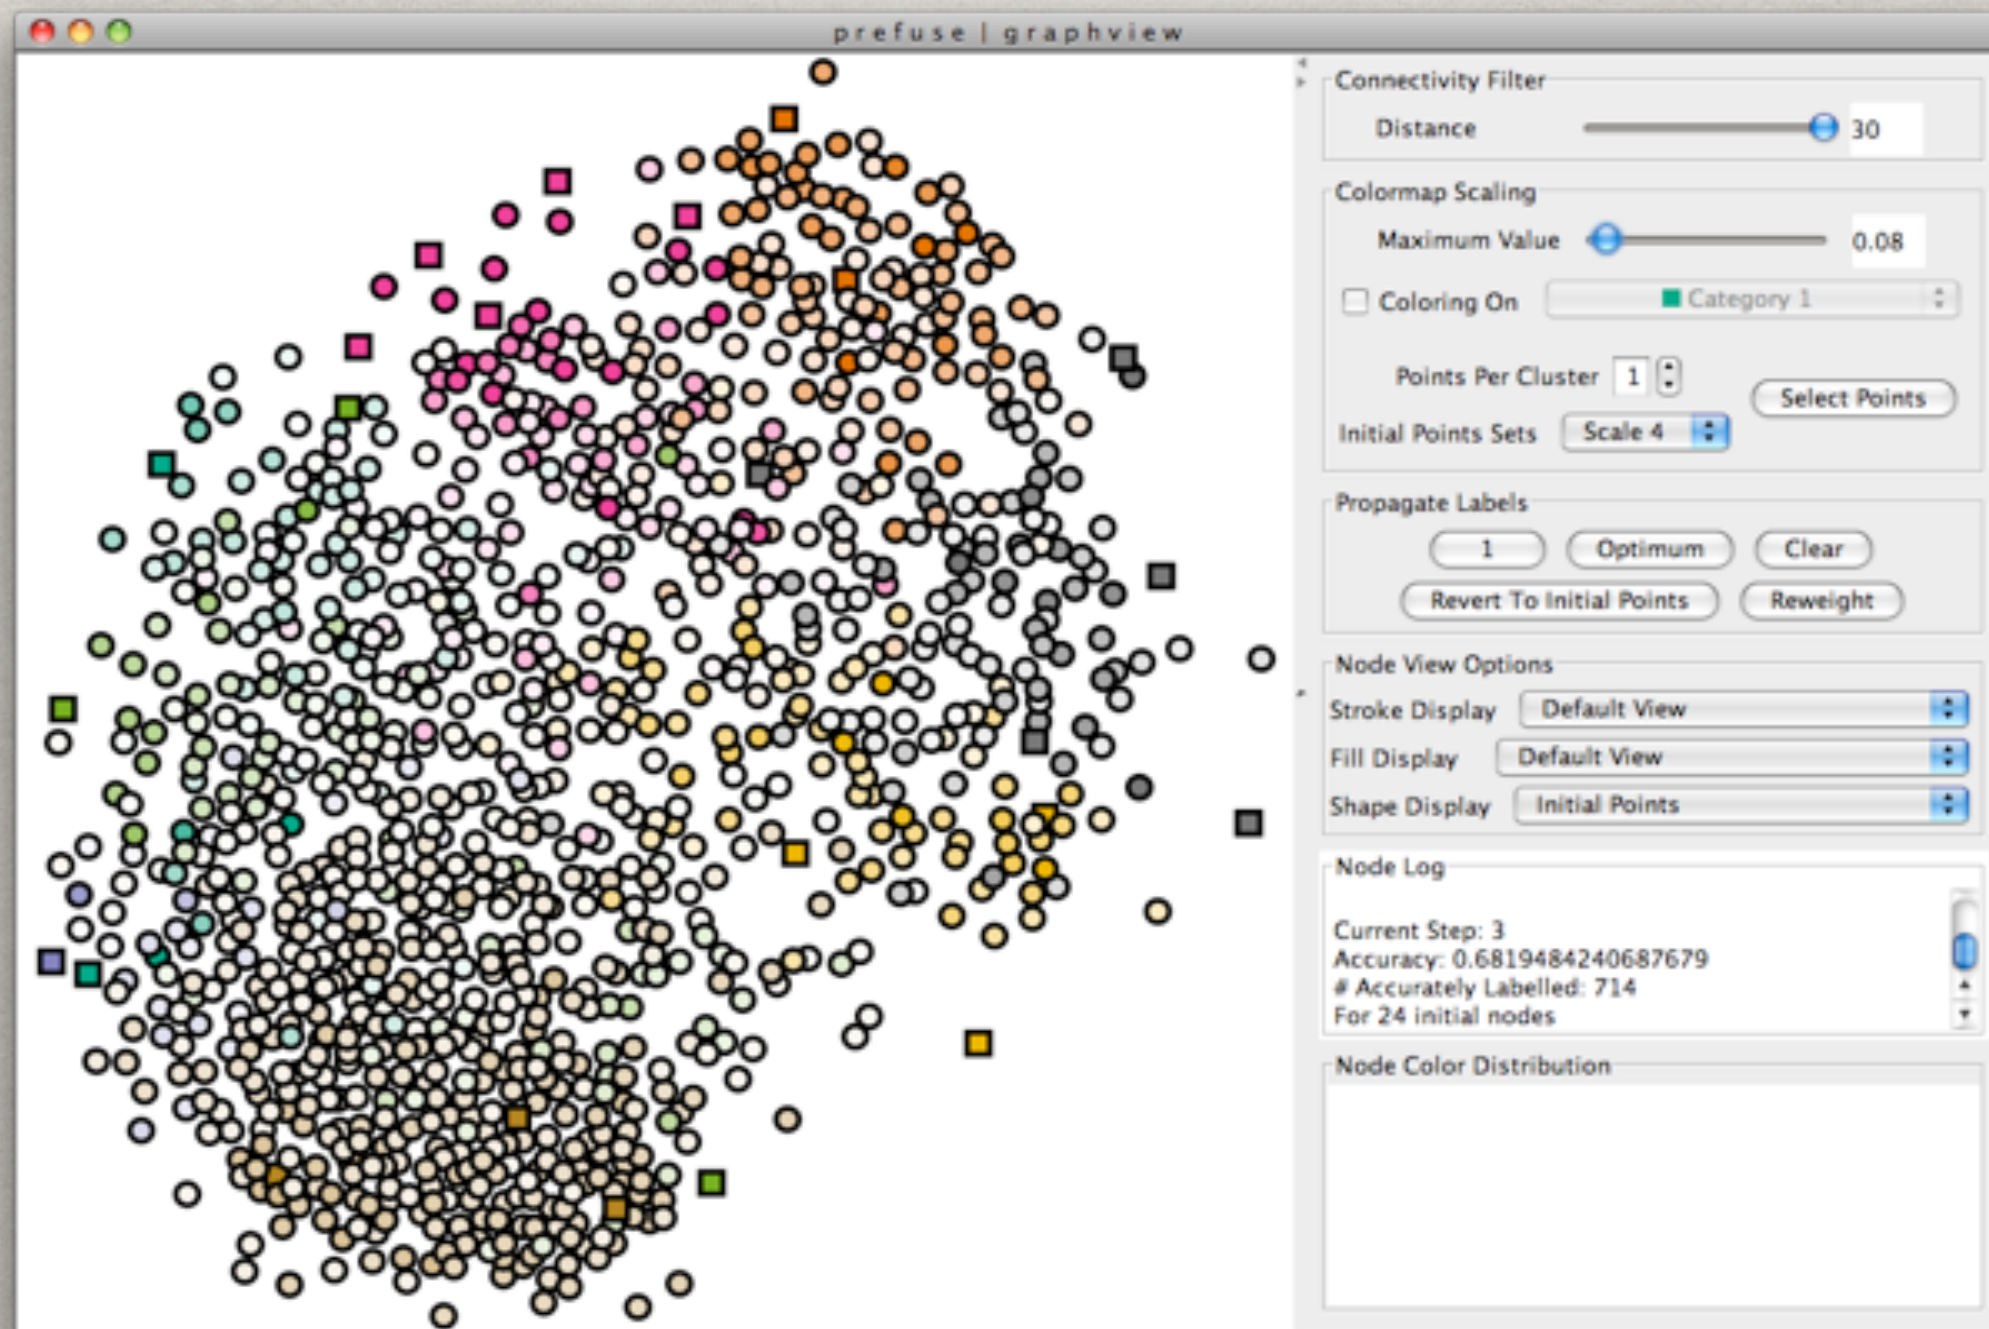 prefuse | graphview
Connectivity Filter
Distance 30
Colormap Scaling
Maximum Value 0.08
Coloring On Category 1
Points Per Cluster 1
Select Points
Initial Points Sets Scale 4
Propagate Labels
1 Optimum Clear
Revert To Initial Points Reweight
Node View Options
Stroke Display Default View
Fill Display Default View
Shape Display Initial Points
Node Log
Current Step: 3
Accuracy: 0.6819484240687679
# Accurately Labelled: 714
For 24 initial nodes
Node Color Distribution